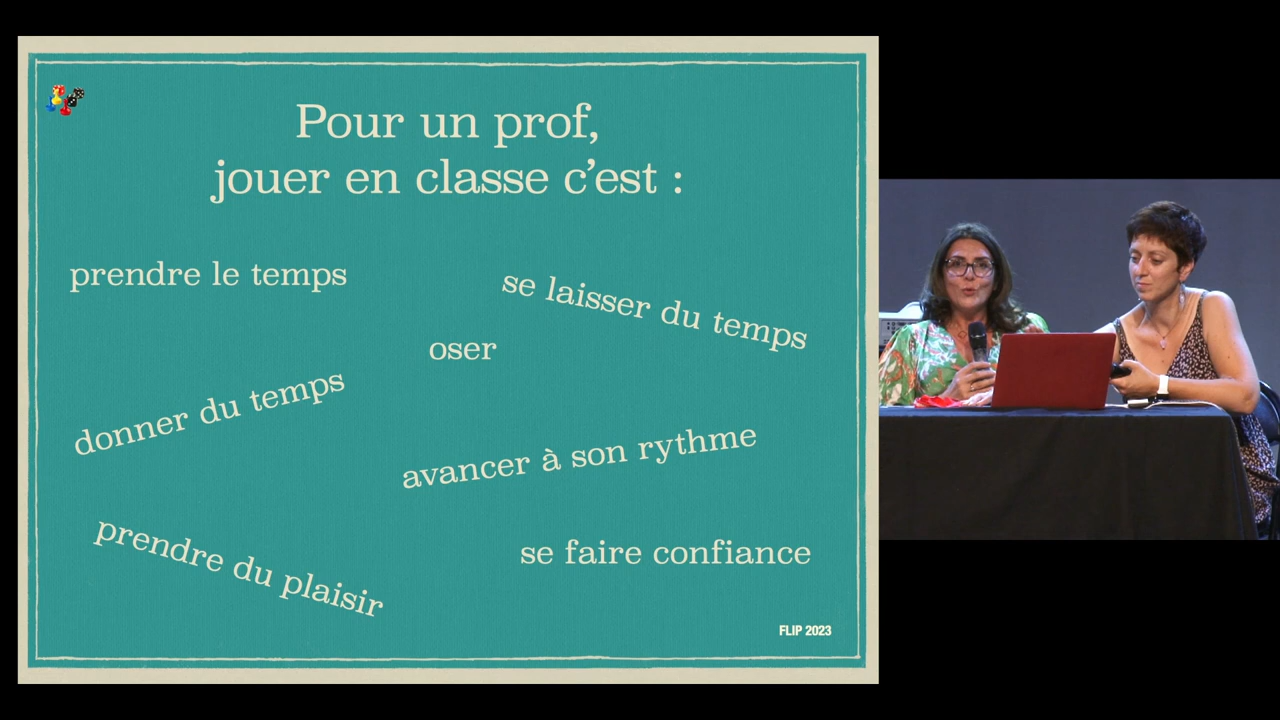 Pour un prof,
jouer en classe c’est :
prendre le temps
se laisser du temps
oser
donner du temps
avancer à son rythme
prendre du plaisir
se faire confiance
FLIP 2023